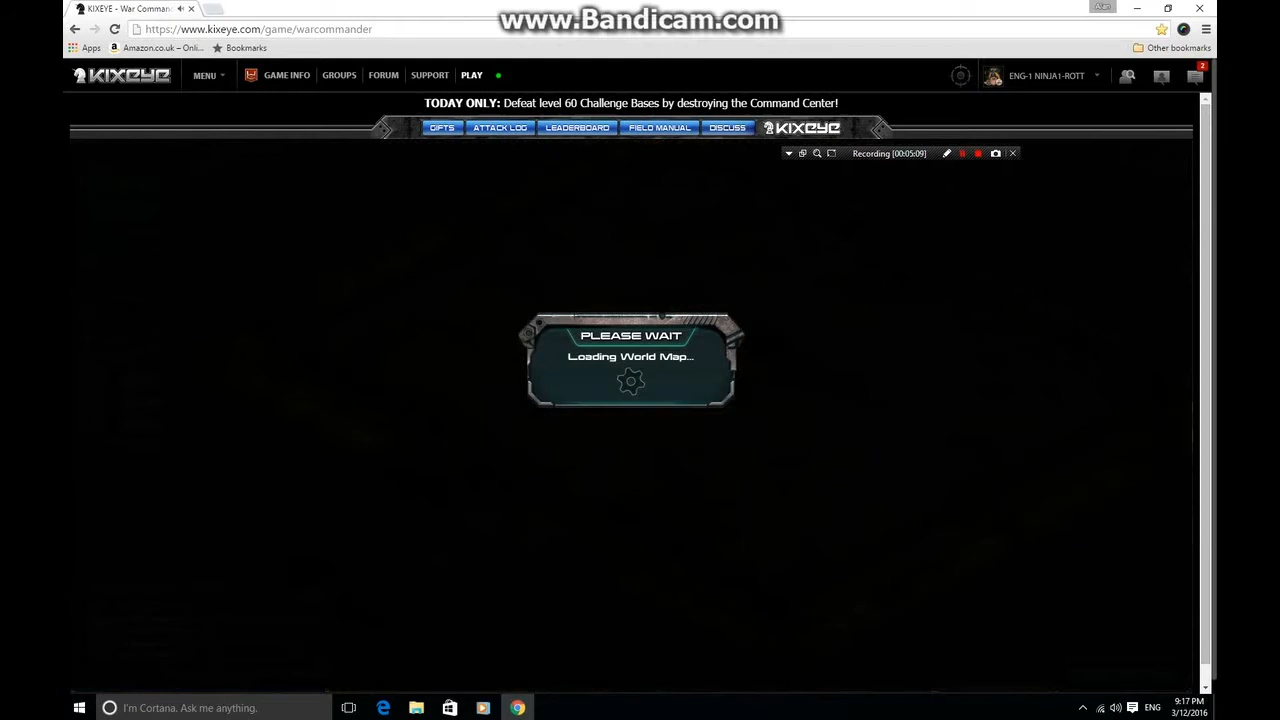 KIXEYE - War Comman
Alan
www.Bandicam.com
https://www.kixeye.com/game/warcommander
Apps
Amazon.co.uk – Onli...
Bookmarks
Other bookmarks
KIXEYE
MENU
GAME INFO
GROUPS
FORUM
SUPPORT
PLAY
ENG-1 NINJA1-ROTT
2
TODAY ONLY: Defeat level 60 Challenge Bases by destroying the Command Center!
GIFTS
ATTACK LOG
LEADERBOARD
FIELD MANUAL
DISCUSS
KIXEYE
Recording [00:05:09]
PLEASE WAIT
Loading World Map...
I'm Cortana. Ask me anything.
ENG
9:17 PM
3/12/2016